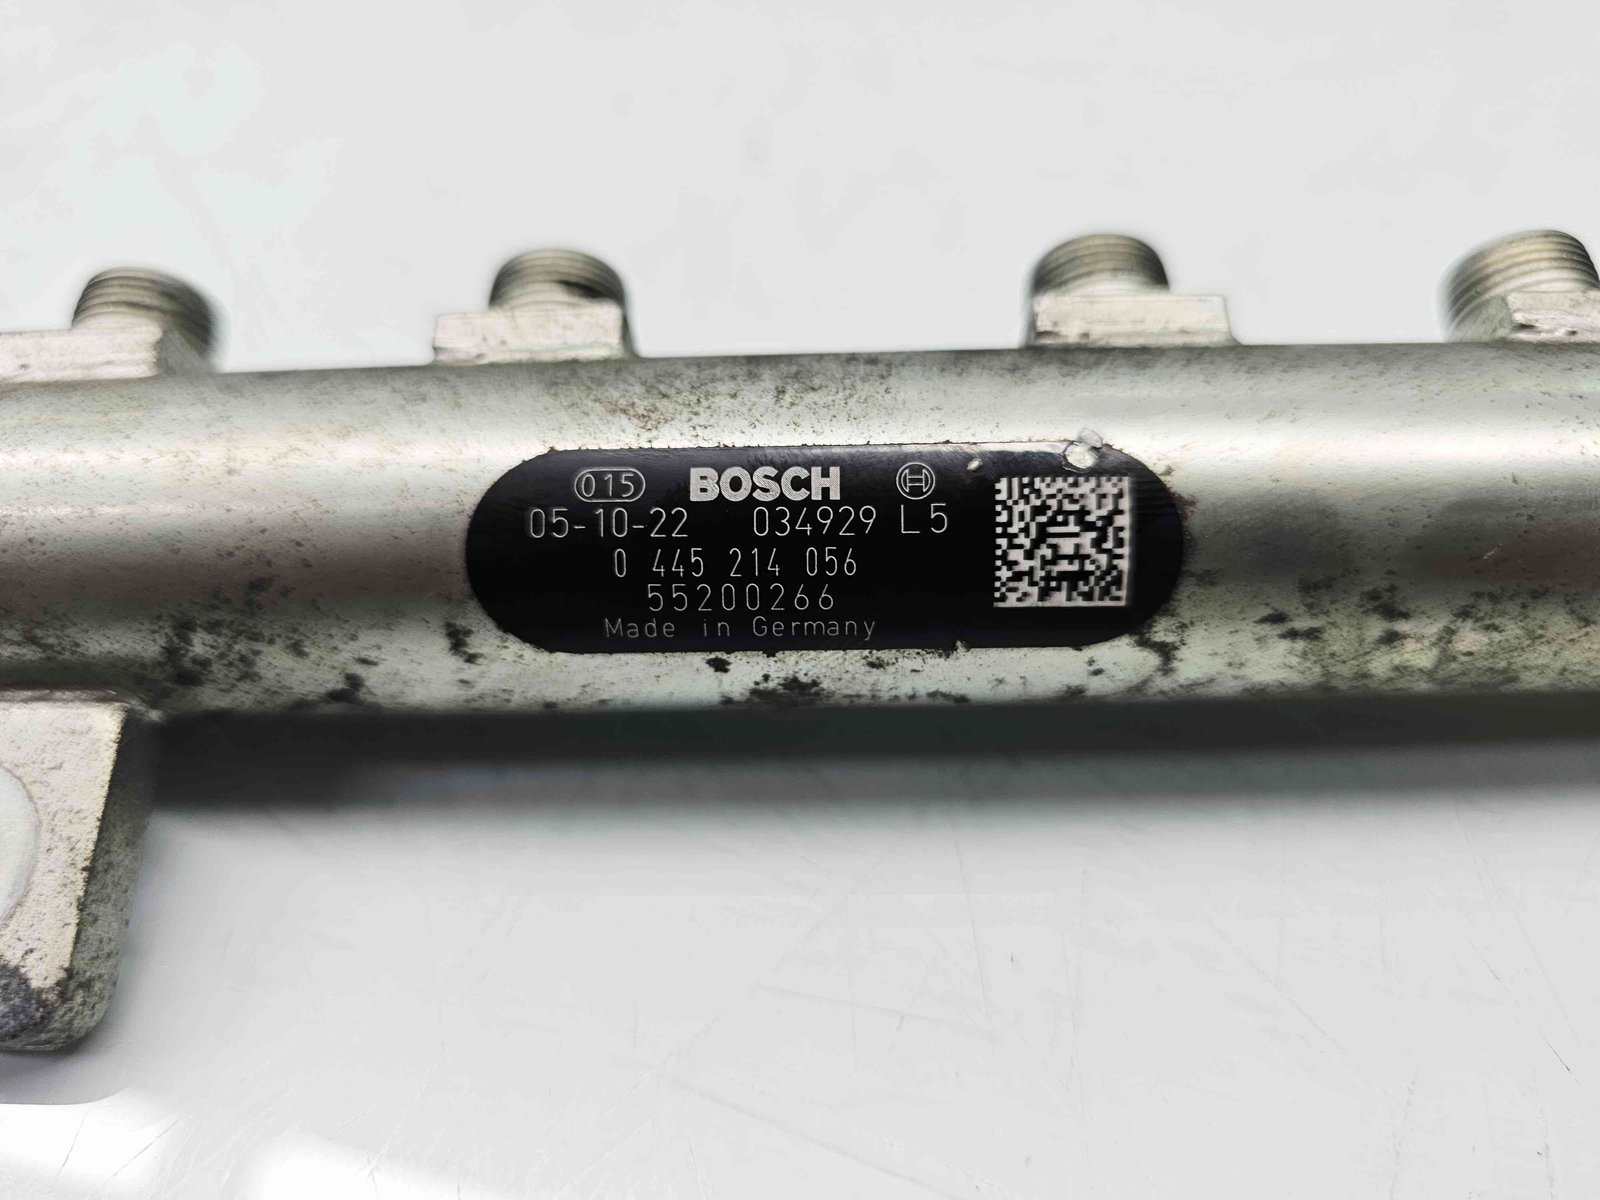 015 BOSCH
05-10-22 034929 L5
0 445 214 056
55200266
Made in Germany